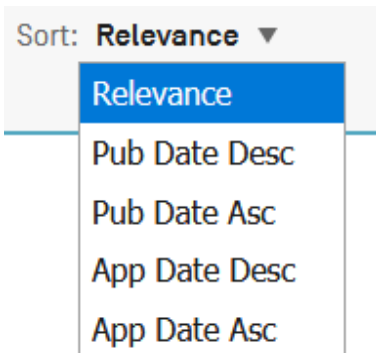 Sort: Relevance ▼
Relevance
Pub Date Desc
Pub Date Asc
App Date Desc
App Date Asc